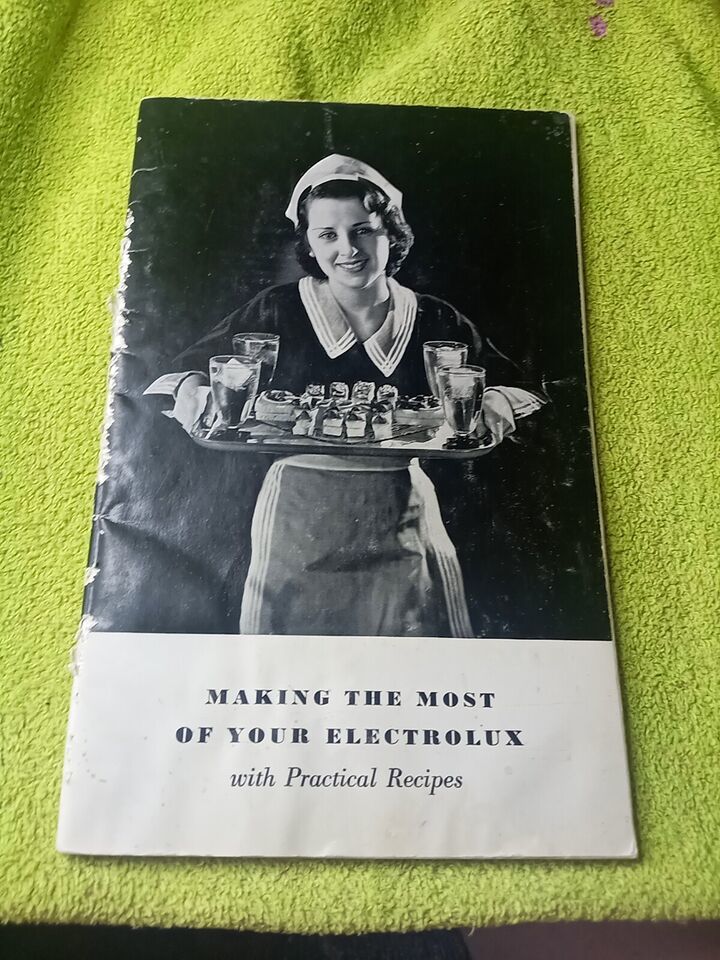 MAKING THE MOST
OF YOUR ELECTROLUX
with Practical Recipes